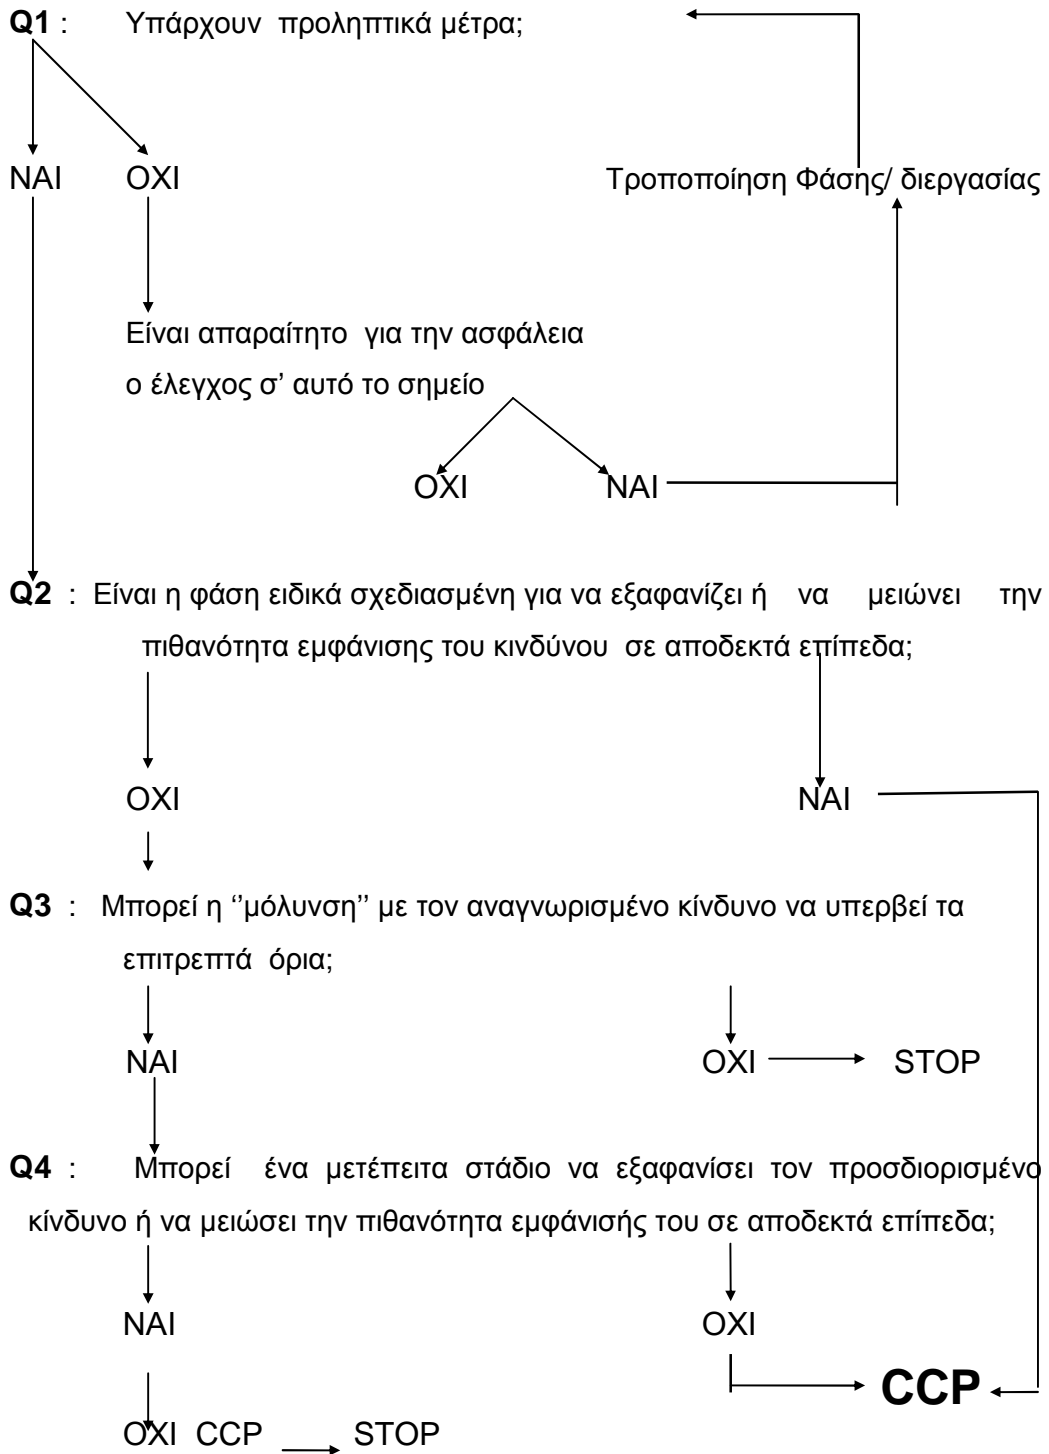 Q1 : Υπάρχουν προληπτικά μέτρα;
ΝΑΙ ΟΧΙ Τροποποίηση Φάσης/ διεργασίας
Είναι απαραίτητο για την ασφάλεια
ο έλεγχος σ' αυτό το σημείο
ΟΧΙ ΝΑΙ
Q2 : Είναι η φάση ειδικά σχεδιασμένη για να εξαφανίζει ή να μειώνει την
πιθανότητα εμφάνισης του κινδύνου σε αποδεκτά επίπεδα;
ΟΧΙ ΝΑΙ
Q3 : Μπορεί η ‘’μόλυνση’’ με τον αναγνωρισμένο κίνδυνο να υπερβεί τα
επιτρεπτά όρια;
ΝΑΙ ΟΧΙ STOP
Q4 : Μπορεί ένα μετέπειτα στάδιο να εξαφανίσει τον προσδιορισμένο
κίνδυνο ή να μειώσει την πιθανότητα εμφάνισής του σε αποδεκτά επίπεδα;
ΝΑΙ ΟΧΙ
CCP
ΟΧΙ CCP STOP